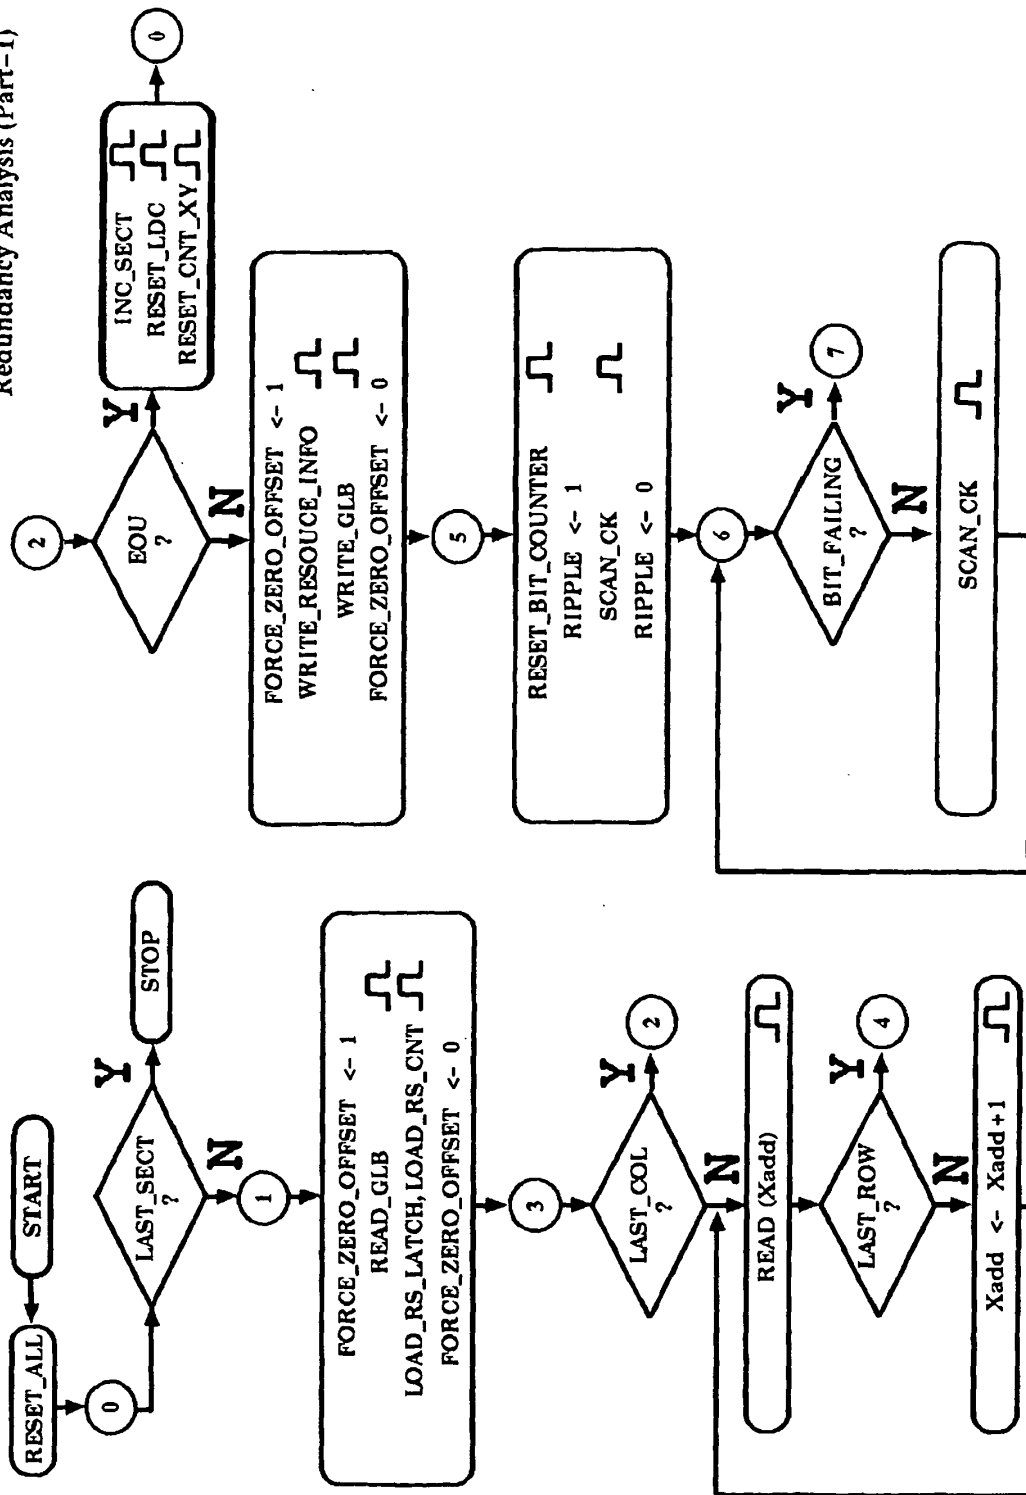 Redundancy Analysis (Part-1)
START
RESET_ALL
0
LAST_SECT
?
Y
STOP
N
1
FORCE_ZERO_OFFSET <- 1
READ_GLB
LOAD_RS_LATCH, LOAD_RS_CNT
FORCE_ZERO_OFFSET <- 0
3
LAST_COL
?
Y
2
N
READ (Xadd)
LAST_ROW
?
Y
4
N
Xadd <- Xadd+1
2
EOU
?
Y
INC_SECT
RESET_LDC
RESET_CNT_XY
0
N
FORCE_ZERO_OFFSET <- 1
WRITE_RESOUCE_INFO
WRITE_GLB
FORCE_ZERO_OFFSET <- 0
5
RESET_BIT_COUNTER
RIPPLE <- 1
SCAN_CK
RIPPLE <- 0
6
BIT_FAILING
?
Y
7
N
SCAN_CK